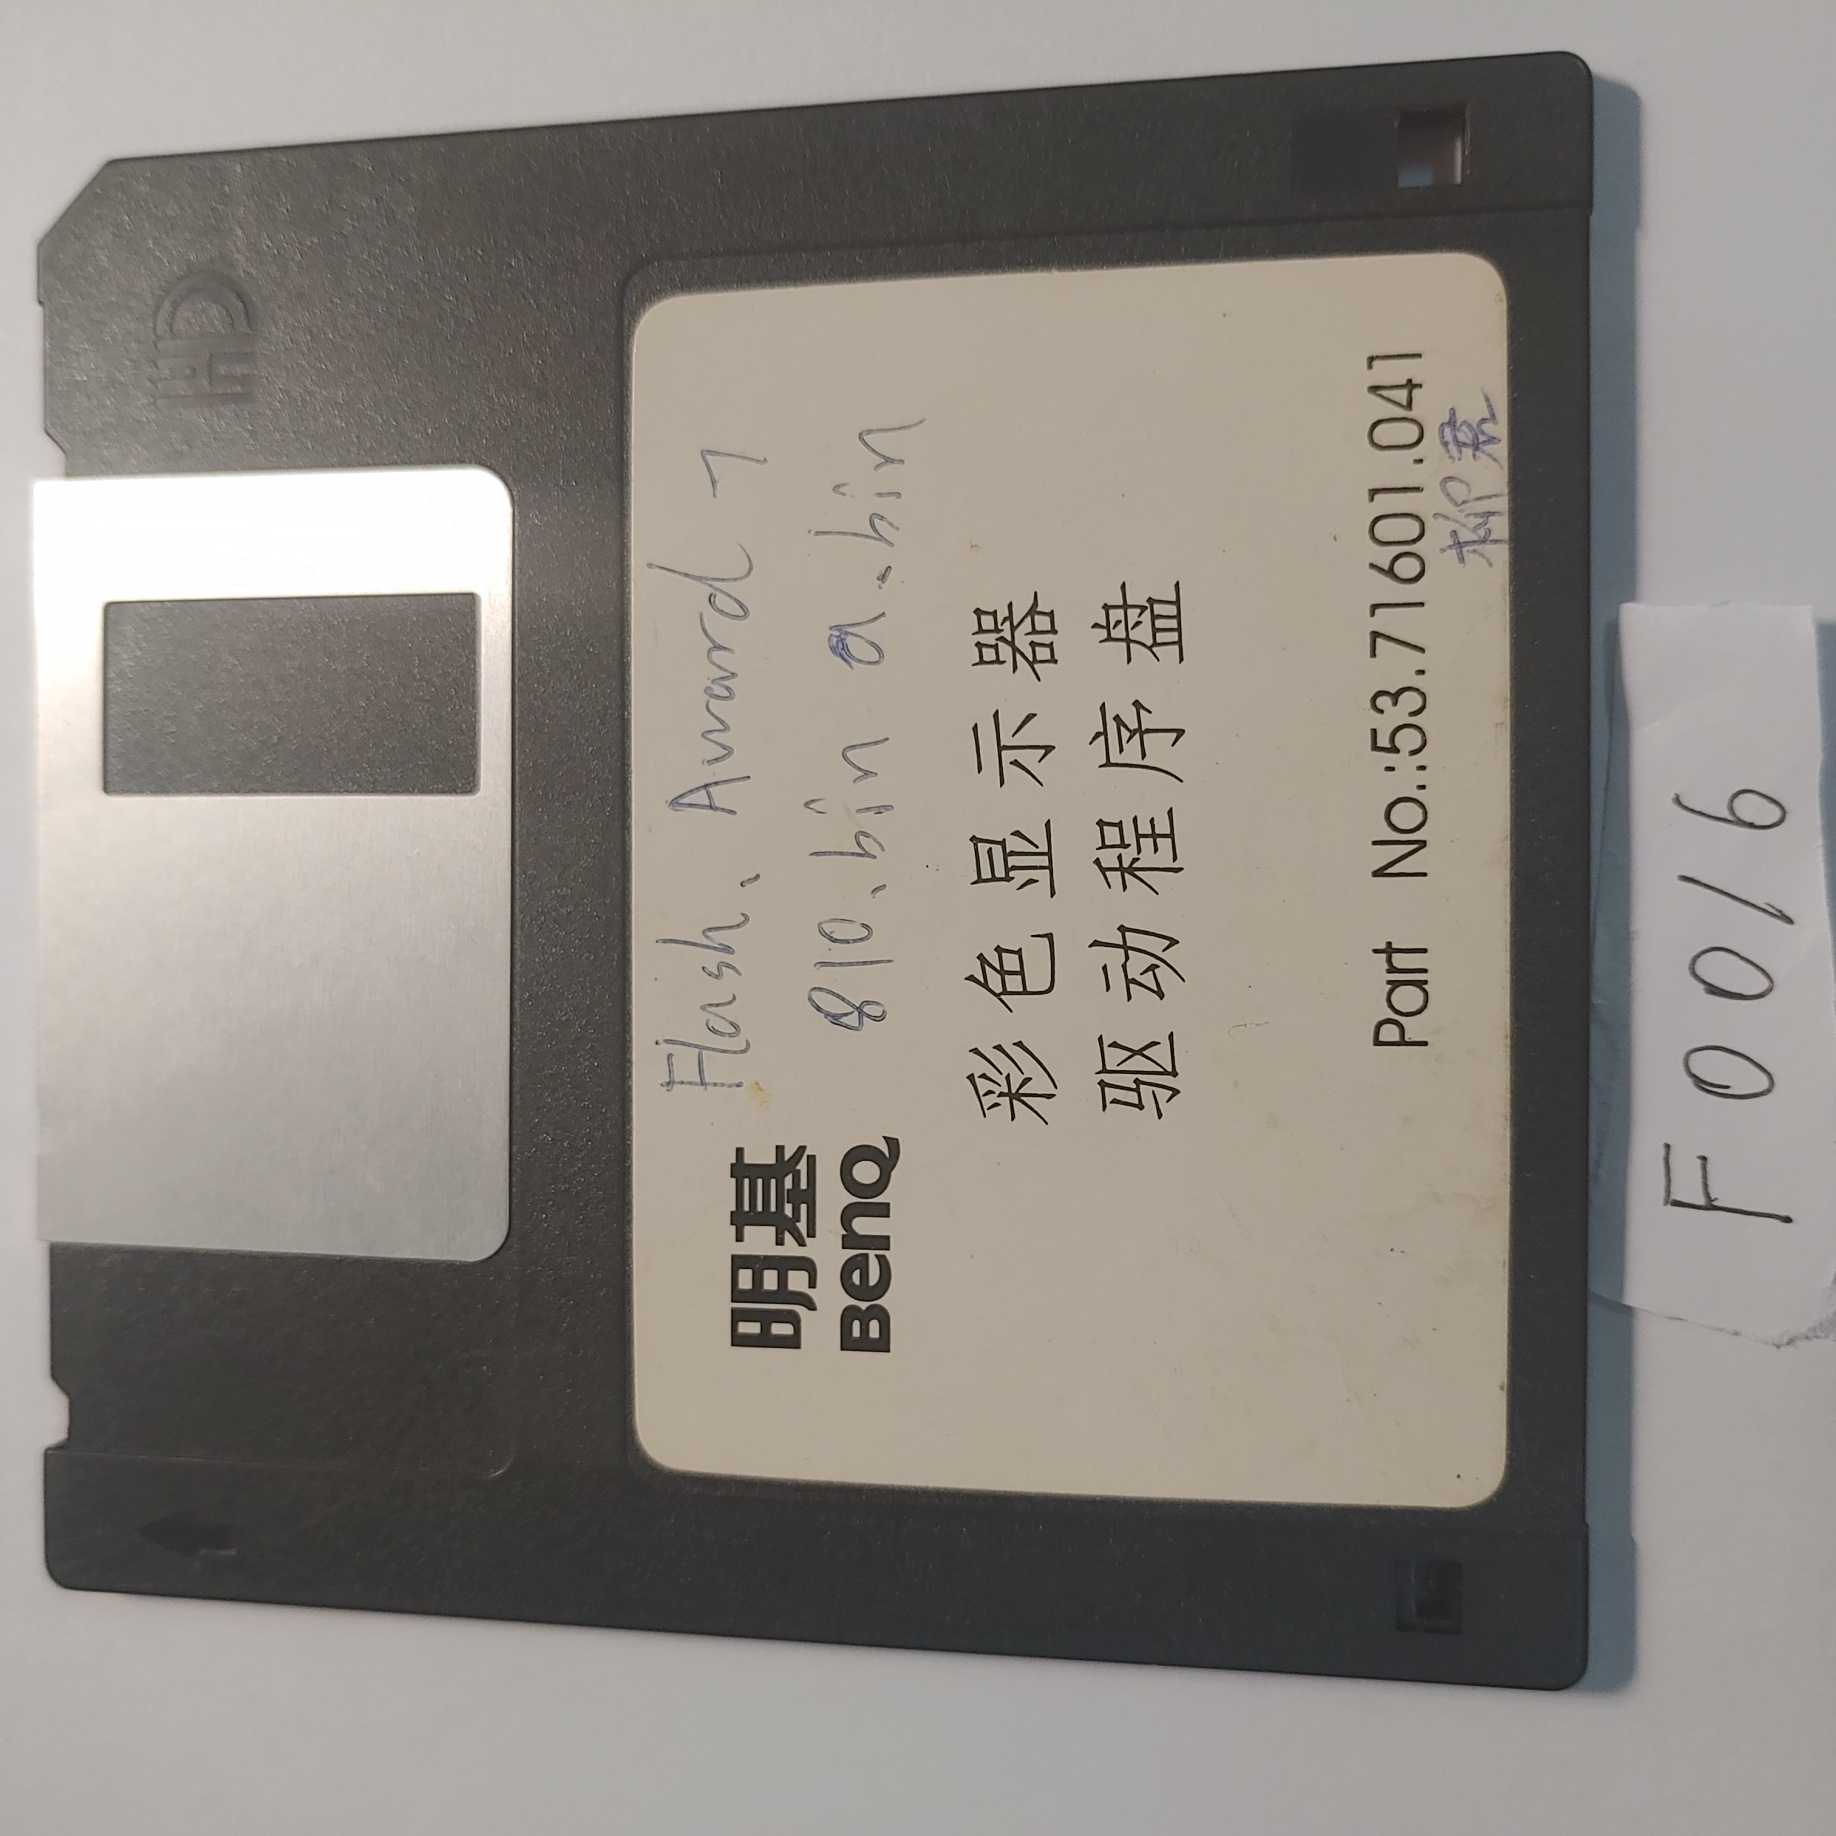 HD
Flash、Award 7
明基
BenQ
810.bin a.bin
彩色显示器
驱动程序盘
Part No.:53.71601.041
柳君
F0016